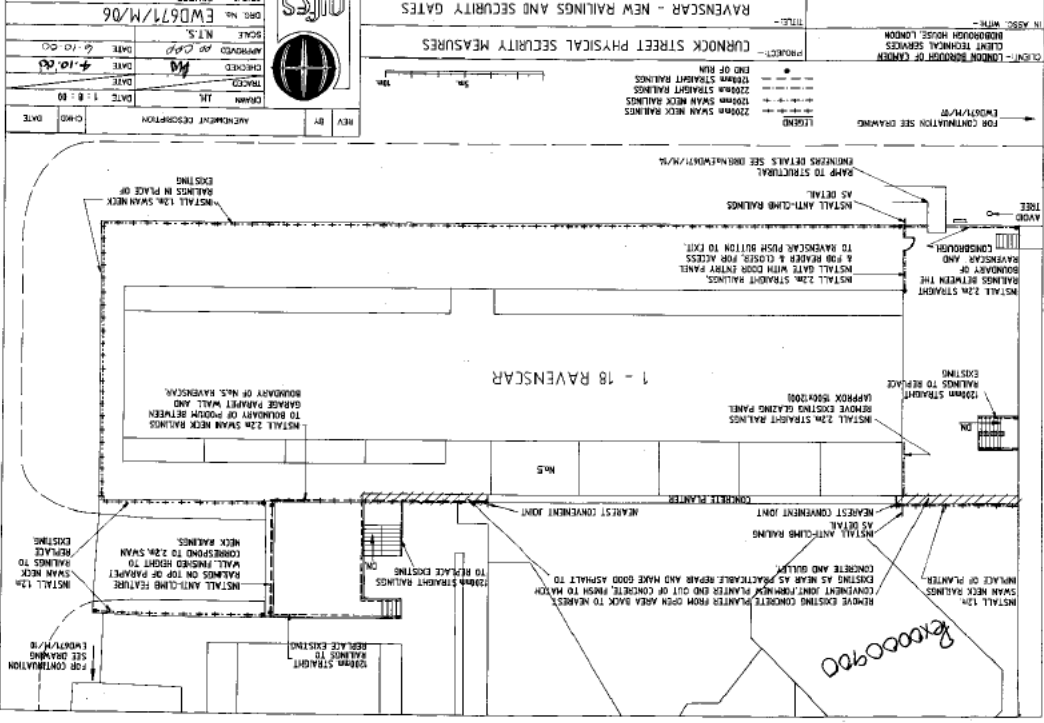 Rex0000900
FOR CONTINUATION
SEE DRAWING
EWD671/M/10
1200mm STRAIGHT
RAILINGS TO
REPLACE EXISTING
REMOVE EXISTING CONCRETE PLANTER FROM OPEN AREA BACK TO NEAREST
CONVENIENT JOINT, FORM NEW PLANTER END OUT OF CONCRETE, FINISH TO MATCH
EXISTING AS NEAR AS PRACTICABLE. REPAIR AND MAKE GOOD ASPHALT TO
CONCRETE AND GULLEY.
INSTALL 1.2m
SWAN NECK RAILINGS
INPLACE OF PLANTER
INSTALL ANTI-CLIMB FEATURE
RAILINGS ON TOP OF PARAPET
WALL. FINISHED HEIGHT TO
CORRESPOND TO 2.2m. SWAN
NECK RAILINGS.
INSTALL 1.2m
SWAN NECK
RAILINGS TO
REPLACE
EXISTING
1200mm STRAIGHT RAILINGS
TO REPLACE EXISTING
DN
INSTALL ANTI-CLIMB RAILING
AS DETAIL
NEAREST CONVENIENT JOINT
NEAREST CONVENIENT JOINT
CONCRETE PLANTER
No.5
INSTALL 2.2m SWAN NECK RAILINGS
TO BOUNDARY OF PODIUM BETWEEN
GARAGE PARAPET WALL AND
BOUNDARY OF No.5. RAVENSCAR.
INSTALL 2.2m. STRAIGHT RAILINGS
REMOVE EXISTING GLAZING PANEL
(APPROX 1500x1200)
DN
1200mm STRAIGHT
RAILINGS TO REPLACE
EXISTING
1 - 18 RAVENSCAR
INSTALL 2.2m. STRAIGHT RAILINGS,
INSTALL GATE WITH DOOR ENTRY PANEL
& FOB READER & CLOSER, FOR ACCESS
TO RAVENSCAR. PUSH BUTTON TO EXIT.
INSTALL 2.2m. STRAIGHT
RAILINGS BETWEEN THE
BOUNDARY OF
RAVENSCAR AND
CONISBROUGH
AVOID
TREE
INSTALL ANTI-CLIMB RAILINGS
AS DETAIL
RAMP TO STRUCTURAL
ENGINEERS DETAILS. SEE DRG.No.EWD671/M/14
INSTALL 1.2m. SWAN NECK
RAILINGS IN PLACE OF
EXISTING
FOR CONTINUATION SEE DRAWING
EWD671/M/07
LEGEND
2200mm SWAN NECK RAILINGS
1200mm SWAN NECK RAILINGS
2200mm STRAIGHT RAILINGS
1200mm STRAIGHT RAILINGS
END OF RUN
5m
10m
CLIENT:- LONDON BOROUGH OF CAMDEN
CLIENT TECHNICAL SERVICES
BIDBOROUGH HOUSE, LONDON
IN ASSC. WITH:-
PROJECT:-
CURNOCK STREET PHYSICAL SECURITY MEASURES
TITLE:-
RAVENSCAR - NEW RAILINGS AND SECURITY GATES
nifes
REV
BY
AMENDMENT DESCRIPTION
CHKD
DATE
DRAWN
J.H.
DATE
1 : 8 : 00
TRACED
DATE
CHECKED
DATE
4.10.00
APPROVED
DATE
6-10-00
SCALE
N.T.S.
DRG. No.
EWD671/M/06